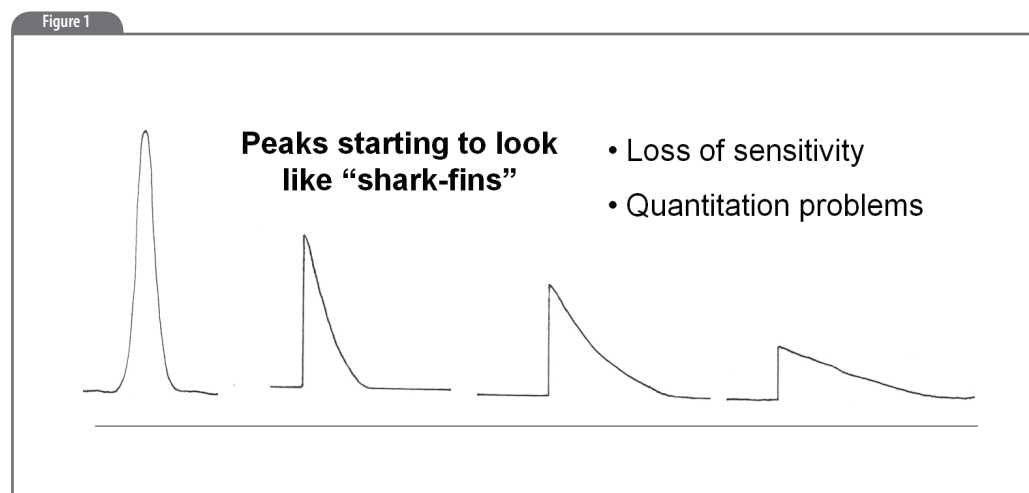 Figure 1
Peaks starting to look
like “shark-fins”
• Loss of sensitivity
• Quantitation problems